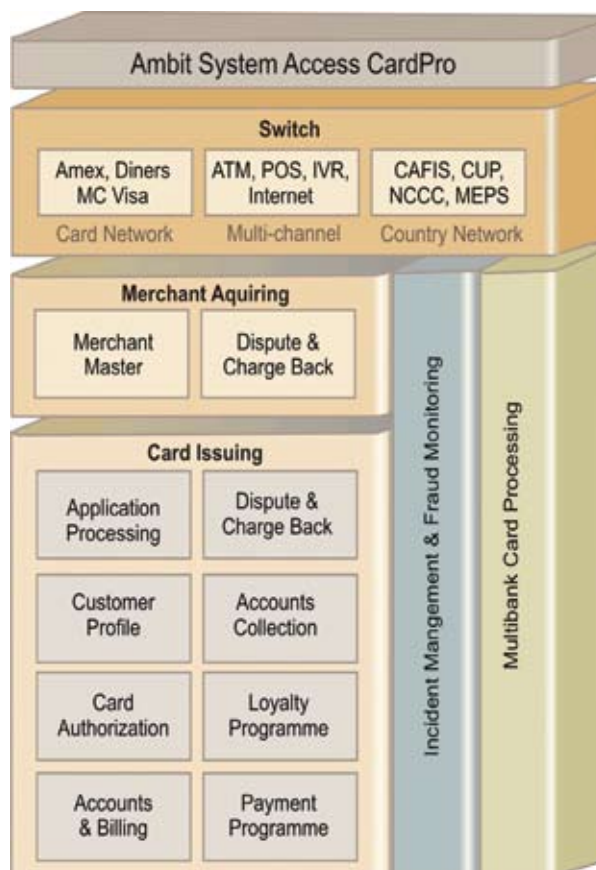 Ambit System Access CardPro
Switch
Amex, Diners
MC Visa
Card Network
ATM, POS, IVR,
Internet
Multi-channel
CAFIS, CUP,
NCCC, MEPS
Country Network
Merchant Aquiring
Merchant
Master
Dispute &
Charge Back
Card Issuing
Application
Processing
Dispute &
Charge Back
Customer
Profile
Accounts
Collection
Card
Authorization
Loyalty
Programme
Accounts
& Billing
Payment
Programme
Incident Mangement & Fraud Monitoring
Multibank Card Processing